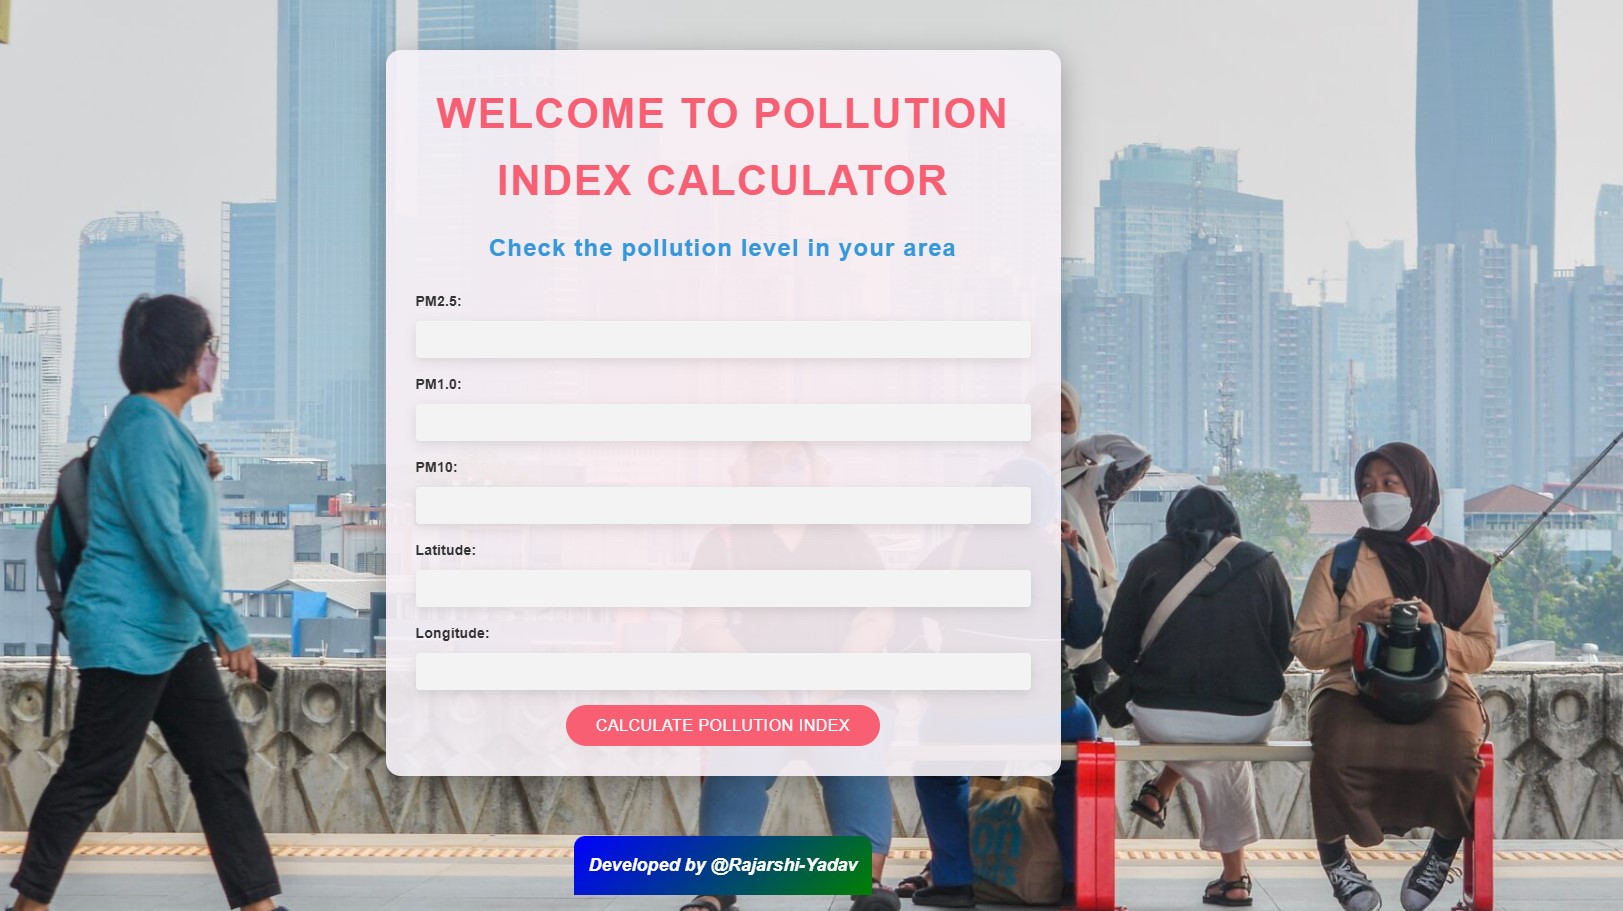 WELCOME TO POLLUTION
INDEX CALCULATOR
Check the pollution level in your area
PM2.5:
PM1.0:
PM10:
Latitude:
Longitude:
CALCULATE POLLUTION INDEX
Developed by @Rajarshi-Yadav